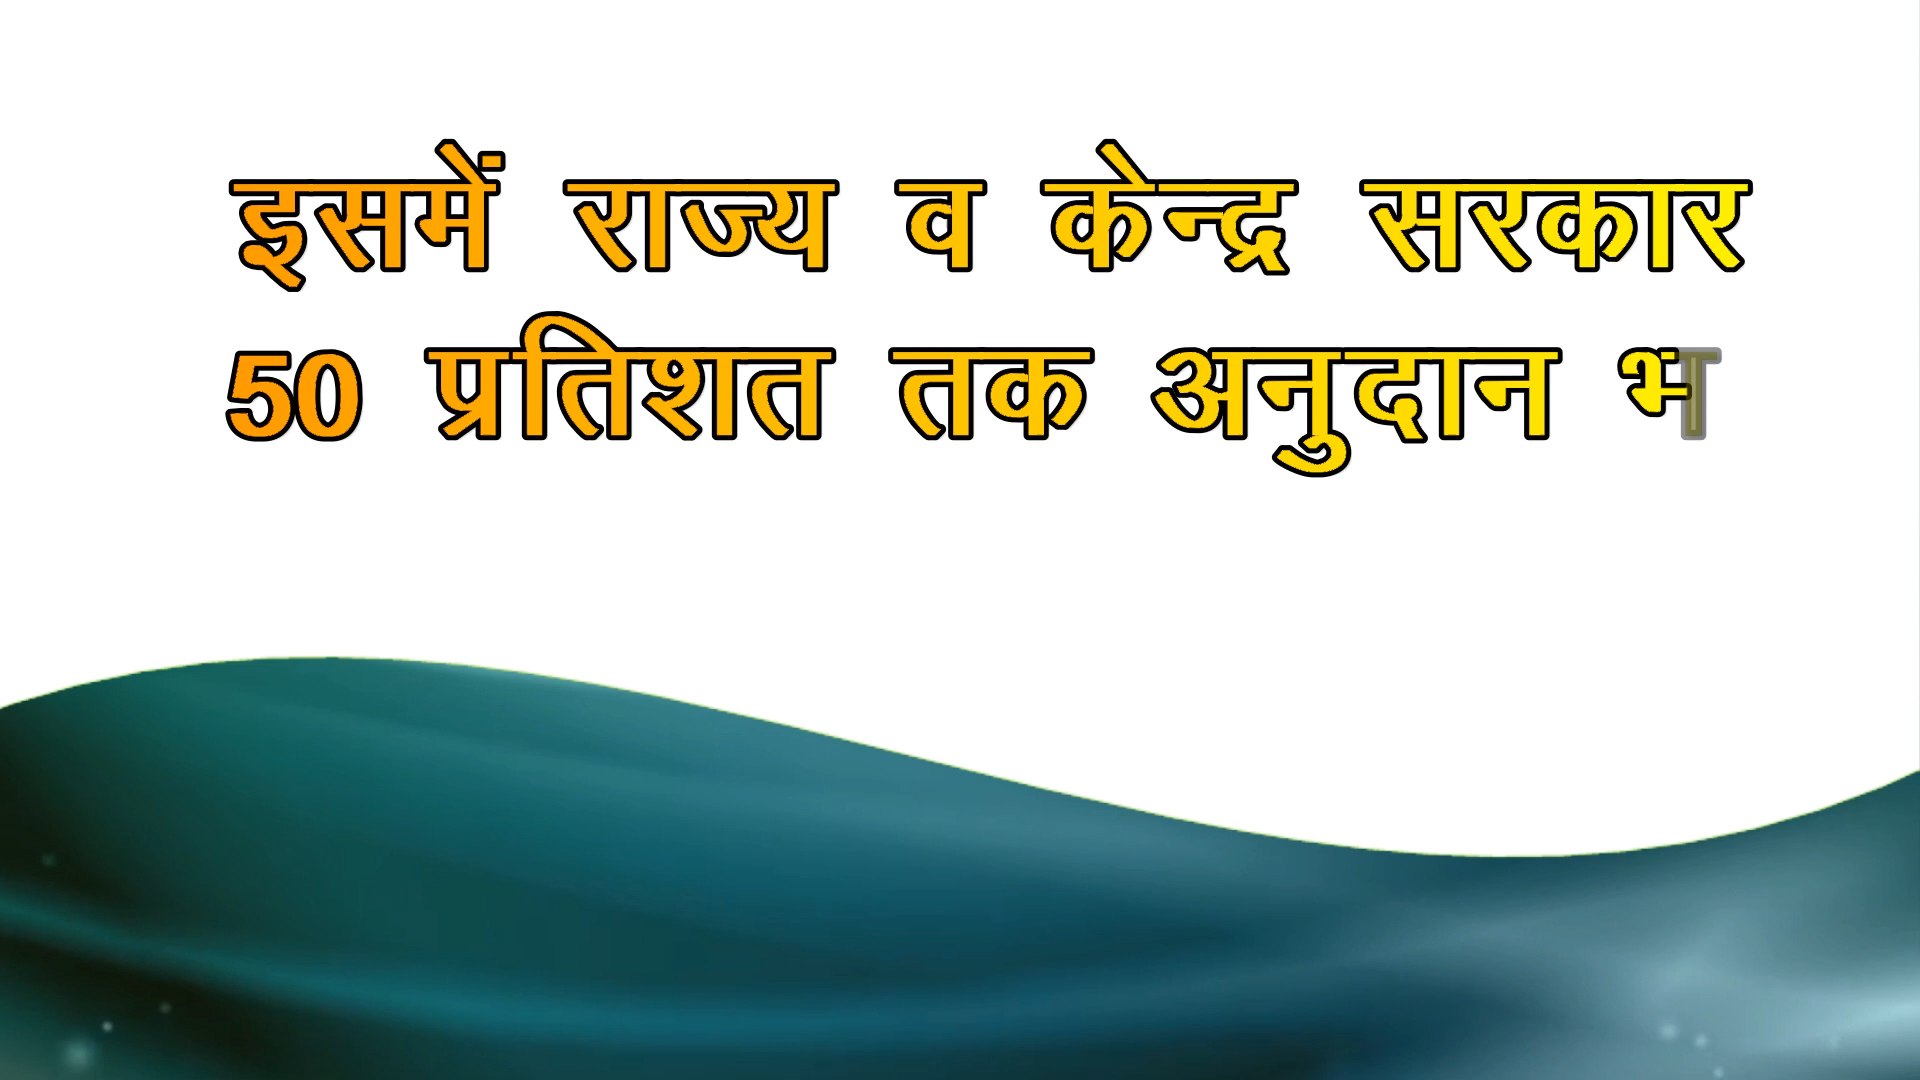 इसमें राज्य व केन्द्र सरकार
50 प्रतिशत तक अनुदान भ